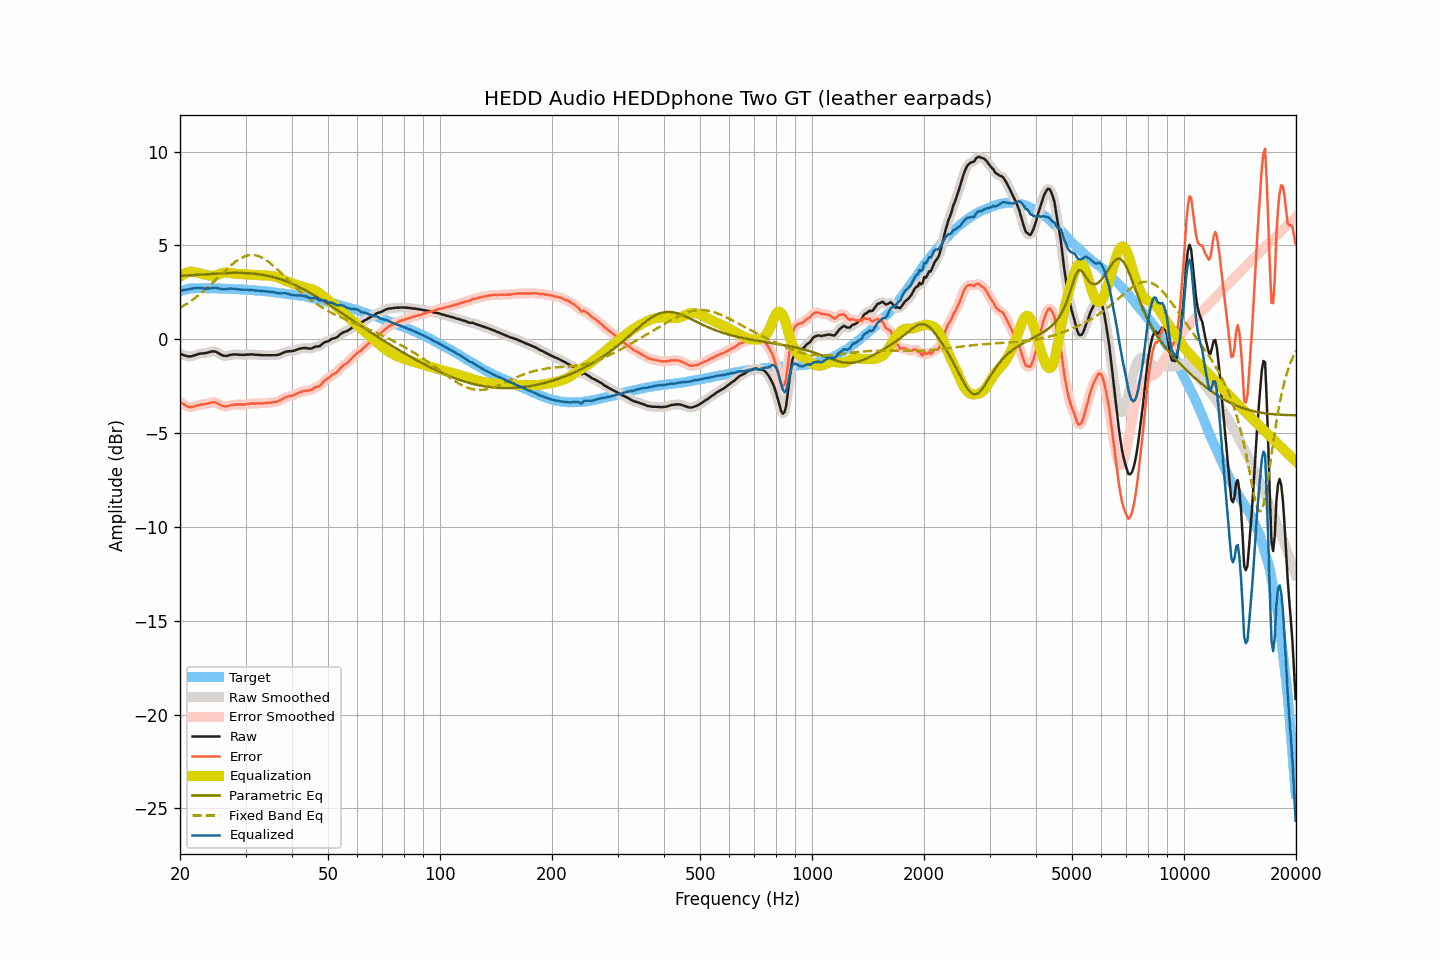 HEDD Audio HEDDphone Two GT (leather earpads)
Amplitude (dBr)
10
5
0
−5
−10
−15
−20
−25
Target
Raw Smoothed
Error Smoothed
Raw
Error
Equalization
Parametric Eq
Fixed Band Eq
Equalized
20 50 100 200 500 1000 2000 5000 10000 20000
Frequency (Hz)